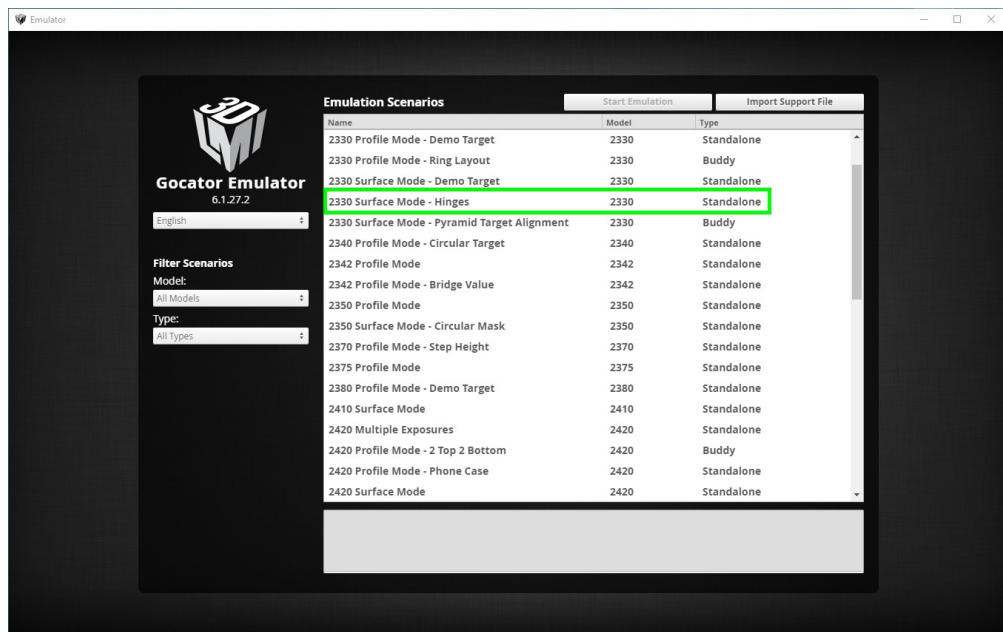 Emulator
3D
LMI
Gocator Emulator
6.1.27.2
English
Filter Scenarios
Model:
All Models
Type:
All Types
Emulation Scenarios
Start Emulation
Import Support File
Name Model Type
2330 Profile Mode - Demo Target 2330 Standalone
2330 Profile Mode - Ring Layout 2330 Buddy
2330 Surface Mode - Demo Target 2330 Standalone
2330 Surface Mode - Hinges 2330 Standalone
2330 Surface Mode - Pyramid Target Alignment 2330 Buddy
2340 Profile Mode - Circular Target 2340 Standalone
2342 Profile Mode 2342 Standalone
2342 Profile Mode - Bridge Value 2342 Standalone
2350 Profile Mode 2350 Standalone
2350 Surface Mode - Circular Mask 2350 Standalone
2370 Profile Mode - Step Height 2370 Standalone
2375 Profile Mode 2375 Standalone
2380 Profile Mode - Demo Target 2380 Standalone
2410 Surface Mode 2410 Standalone
2420 Multiple Exposures 2420 Standalone
2420 Profile Mode - 2 Top 2 Bottom 2420 Buddy
2420 Profile Mode - Phone Case 2420 Standalone
2420 Surface Mode 2420 Standalone